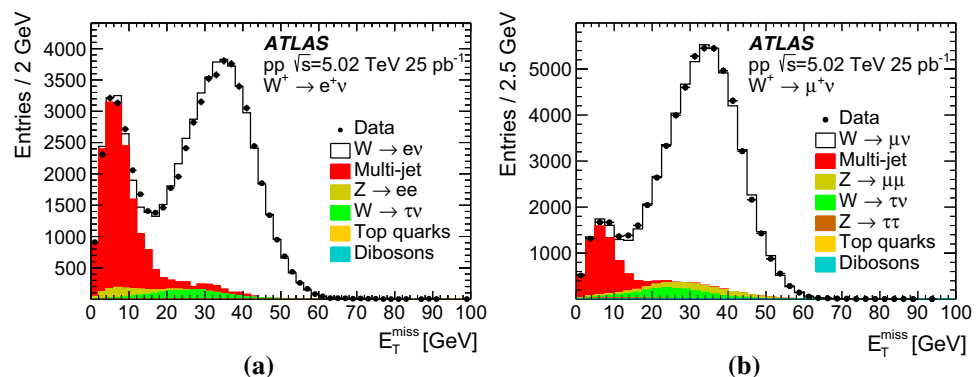 Entries / 2 GeV
4000
3500
3000
2500
2000
1500
1000
500
ATLAS
pp √s=5.02 TeV 25 pb⁻¹
W⁺ → e⁺ν
Data
W → eν
Multi-jet
Z → ee
W → τν
Top quarks
Dibosons
0 10 20 30 40 50 60 70 80 90 100
E_T^miss [GeV]
(a)
Entries / 2.5 GeV
5000
4000
3000
2000
1000
ATLAS
pp √s=5.02 TeV 25 pb⁻¹
W⁺ → μ⁺ν
Data
W → μν
Multi-jet
Z → μμ
W → τν
Z → ττ
Top quarks
Dibosons
0 10 20 30 40 50 60 70 80 90 100
E_T^miss [GeV]
(b)